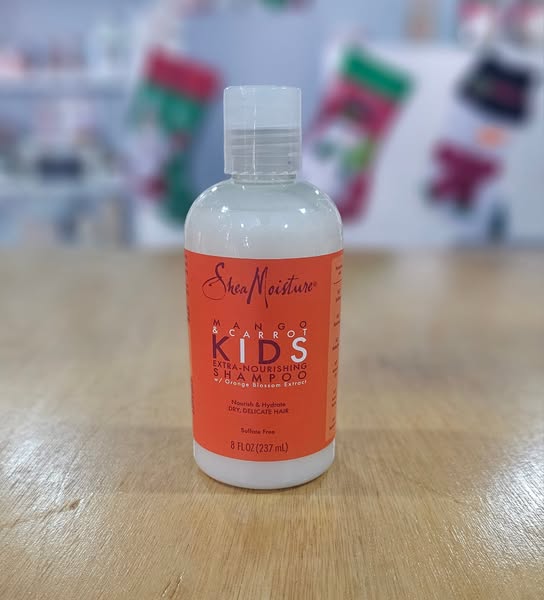 SheaMoisture®
MANGO
& CARROT
KIDS
EXTRA-NOURISHING
SHAMPOO
w/ Orange Blossom Extract
Nourish & Hydrate
DRY, DELICATE HAIR
Sulfate Free
8 FL OZ (237 mL)